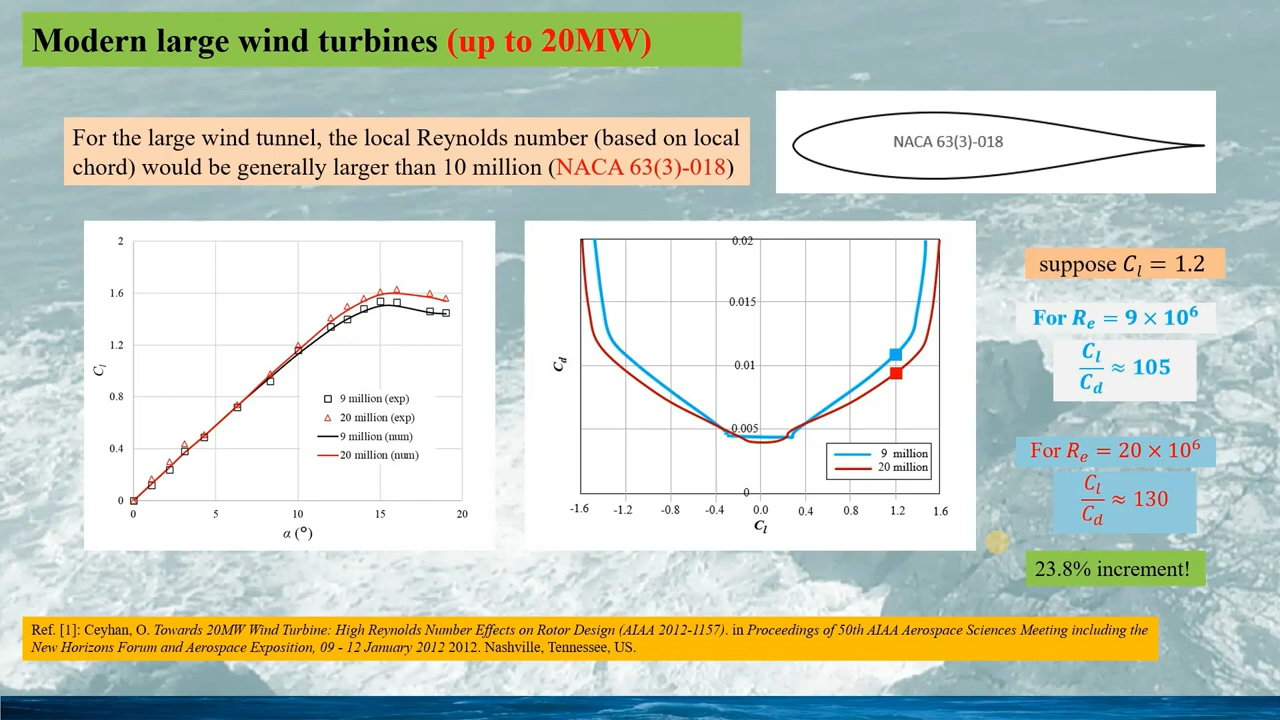 Modern large wind turbines (up to 20MW)
For the large wind tunnel, the local Reynolds number (based on local
chord) would be generally larger than 10 million (NACA 63(3)-018)
NACA 63(3)-018
2
1.6
1.2
0.8
0.4
0
C_l
0 5 10 15 20
α (°)
9 million (exp)
20 million (exp)
9 million (num)
20 million (num)
0.02
0.015
0.01
0.005
0
C_d
-1.6 -1.2 -0.8 -0.4 0.0 0.4 0.8 1.2 1.6
C_l
9 million
20 million
suppose C_l = 1.2
For R_e = 9 × 10^6
C_l/C_d ≈ 105
For R_e = 20 × 10^6
C_l/C_d ≈ 130
23.8% increment!
Ref. [1]: Ceyhan, O. Towards 20MW Wind Turbine: High Reynolds Number Effects on Rotor Design (AIAA 2012-1157). in Proceedings of 50th AIAA Aerospace Sciences Meeting including the
New Horizons Forum and Aerospace Exposition, 09 - 12 January 2012 2012. Nashville, Tennessee, US.